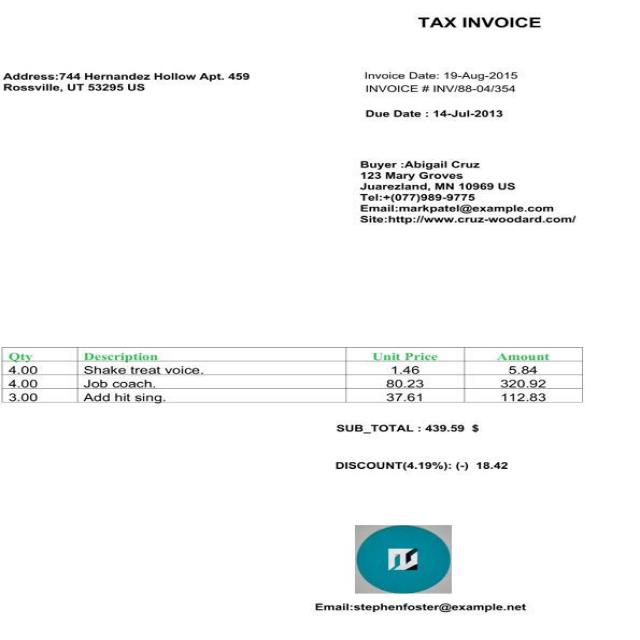 TAX INVOICE
Address:744 Hernandez Hollow Apt. 459
Rossville, UT 53295 US
Invoice Date: 19-Aug-2015
INVOICE # INV/88-04/354
Due Date : 14-Jul-2013
Buyer :Abigail Cruz
123 Mary Groves
Juarezland, MN 10969 US
Tel:+(077)989-9775
Email:markpatel@example.com
Site:http://www.cruz-woodard.com/
Qty Description Unit Price Amount
4.00 Shake treat voice. 1.46 5.84
4.00 Job coach. 80.23 320.92
3.00 Add hit sing. 37.61 112.83
SUB_TOTAL : 439.59 $
DISCOUNT(4.19%): (-) 18.42
Email:stephenfoster@example.net